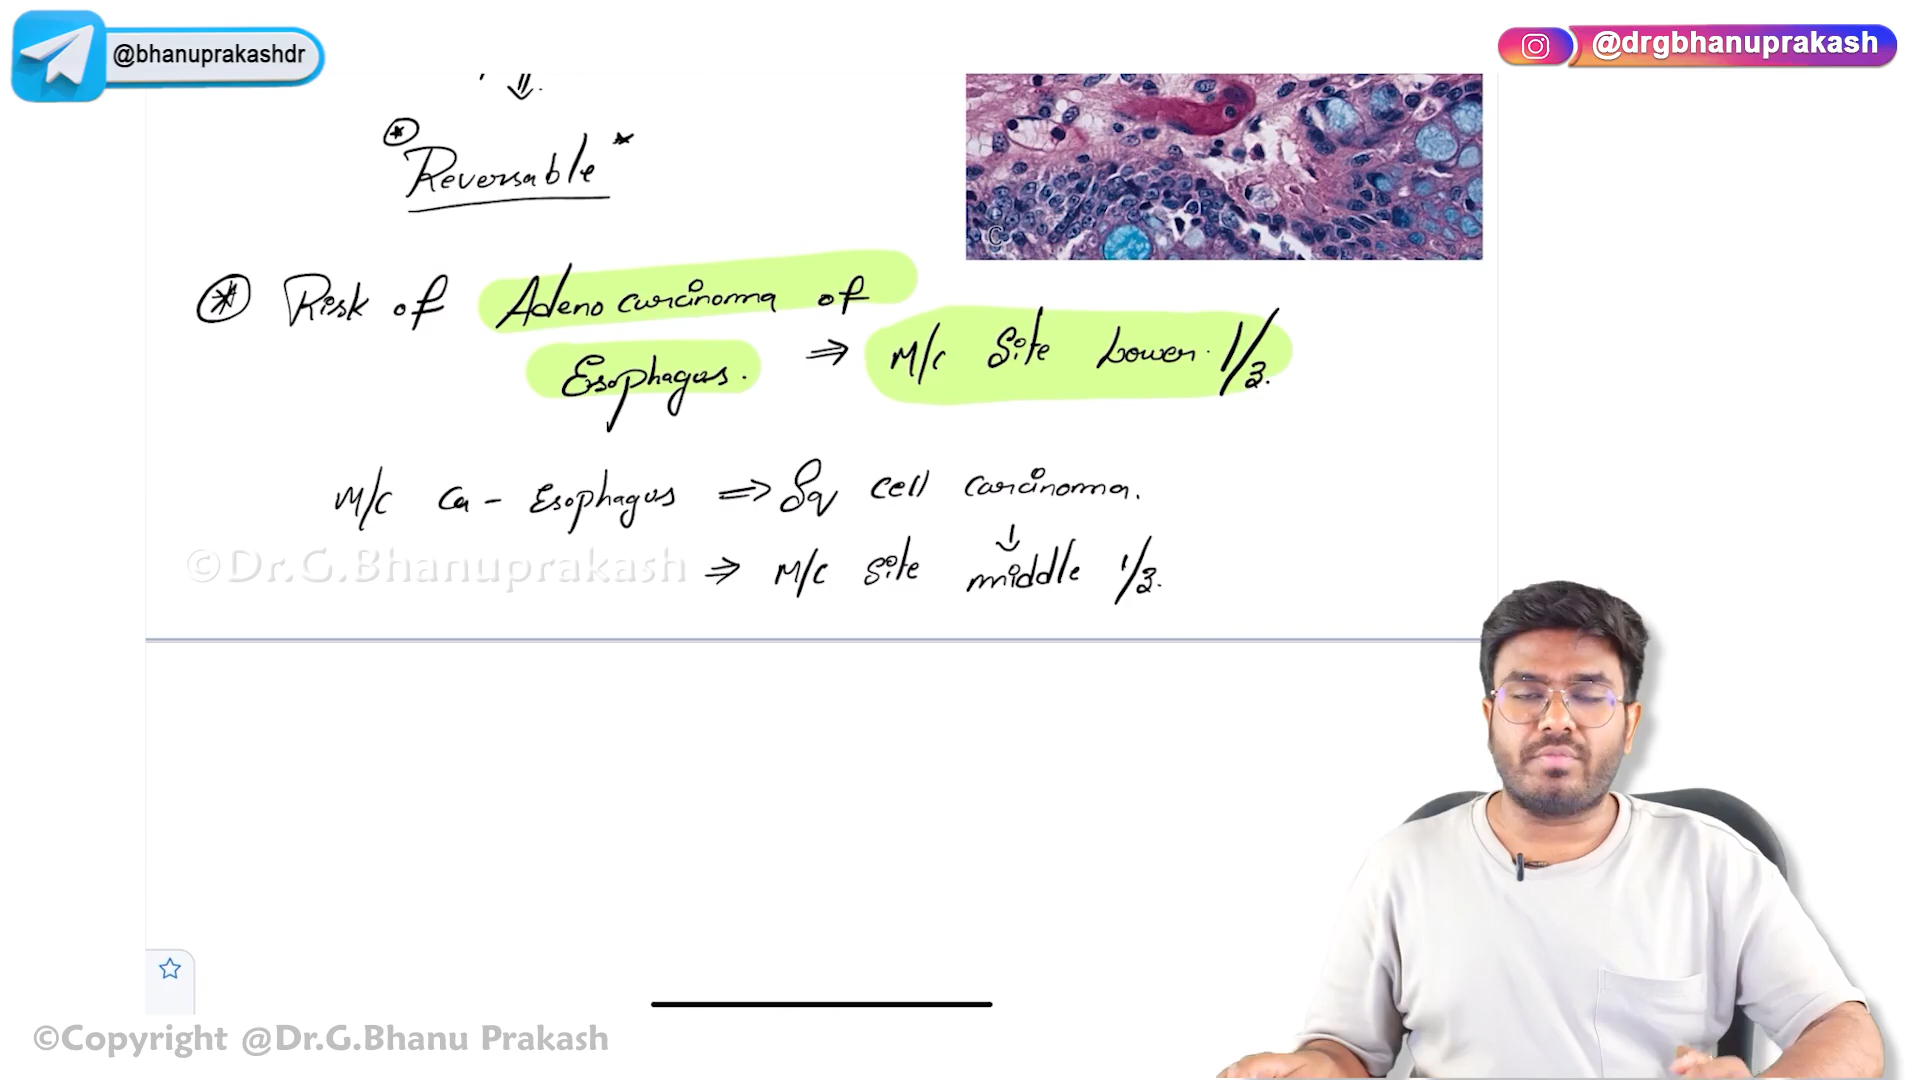 @bhanuprakashdr
@drgbhanuprakash
Reversable
C
Risk of Adeno carcinoma of
Esophagus. ⇒ M/c Site Lower 1/3.
M/c Ca - Esophagus ⇒ Sq cell carcinoma.
⇒ M/c Site middle 1/3.
©Dr.G.Bhanuprakash
©Copyright @Dr.G.Bhanu Prakash